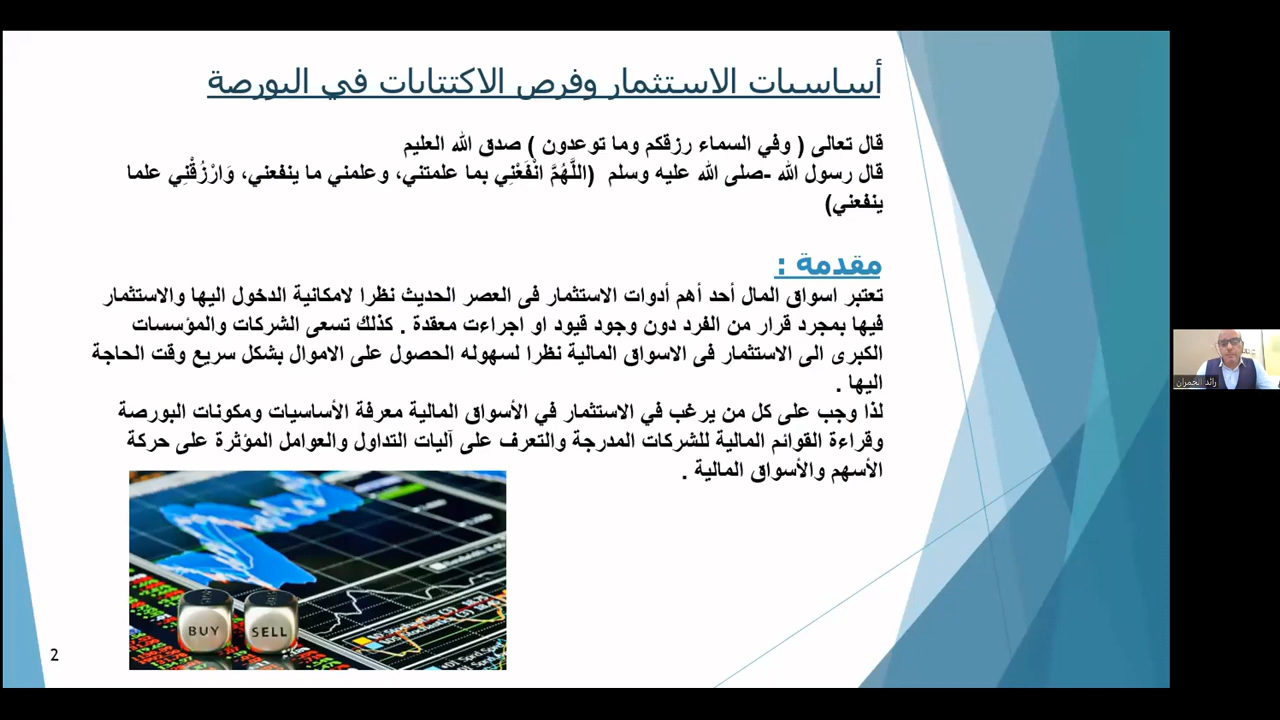 أساسيات الاستثمار وفرص الاكتتابات في البورصة
قال تعالى ( وفي السماء رزقكم وما توعدون ) صدق الله العليم
قال رسول الله -صلى الله عليه وسلم (اللَّهُمَّ انْفَعْنِي بما علمتني، وعلمني ما ينفعني، وَارْزُقْنِي علما
ينفعني)
مقدمة :
تعتبر اسواق المال أحد أهم أدوات الاستثمار فى العصر الحديث نظرا لامكانية الدخول اليها والاستثمار
فيها بمجرد قرار من الفرد دون وجود قيود او اجراءت معقدة . كذلك تسعى الشركات والمؤسسات
الكبرى الى الاستثمار فى الاسواق المالية نظرا لسهوله الحصول على الاموال بشكل سريع وقت الحاجة
اليها .
لذا وجب على كل من يرغب في الاستثمار في الأسواق المالية معرفة الأساسيات ومكونات البورصة
وقراءة القوائم المالية للشركات المدرجة والتعرف على آليات التداول والعوامل المؤثرة على حركة
الأسهم والأسواق المالية .
BUY SELL
2
رائد الخمران